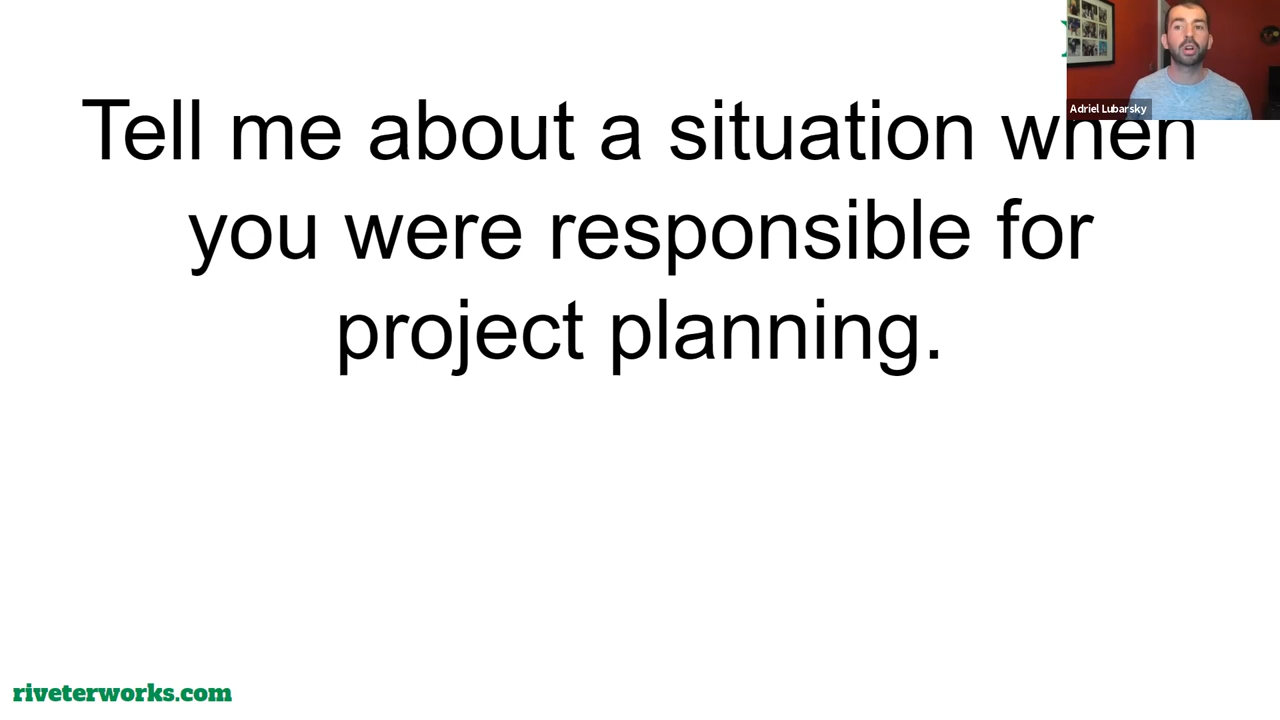 Tell me about a situation when
you were responsible for
project planning.
Adriel Lubarsky
riveterworks.com